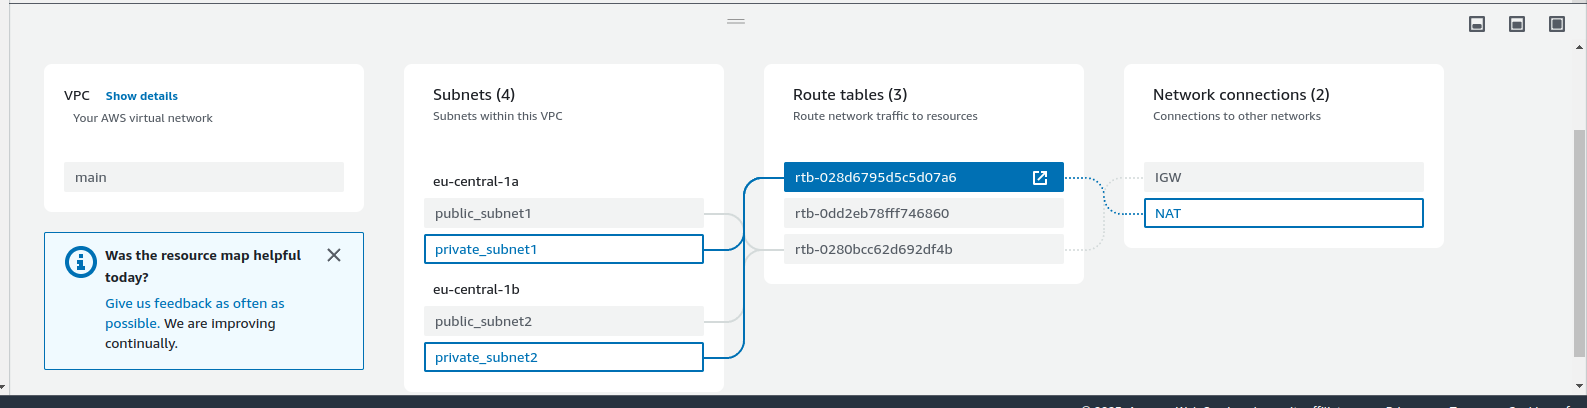 VPC Show details
Your AWS virtual network
main
Was the resource map helpful
today?
Give us feedback as often as
possible. We are improving
continually.
Subnets (4)
Subnets within this VPC
eu-central-1a
public_subnet1
private_subnet1
eu-central-1b
public_subnet2
private_subnet2
Route tables (3)
Route network traffic to resources
rtb-028d6795d5c5d07a6
rtb-0dd2eb78fff746860
rtb-0280bcc62d692df4b
Network connections (2)
Connections to other networks
IGW
NAT